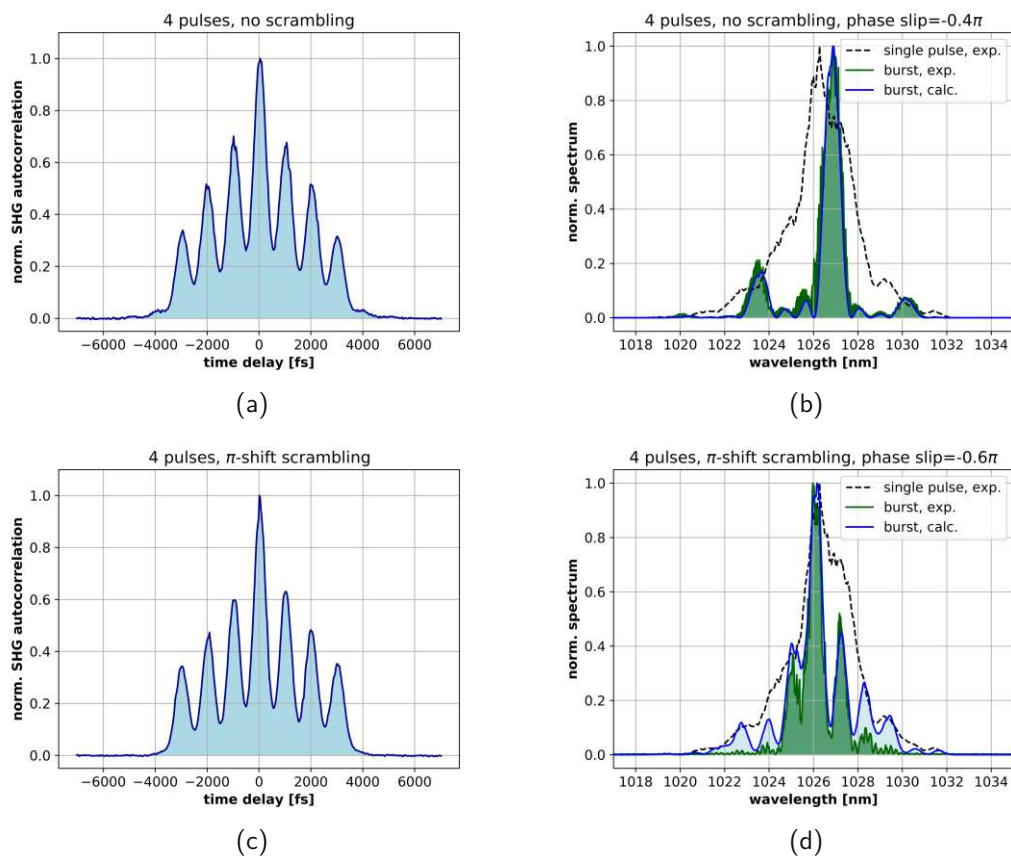 4 pulses, no scrambling
norm. SHG autocorrelation
1.0
0.8
0.6
0.4
0.2
0.0
−6000 −4000 −2000 0 2000 4000 6000
time delay [fs]
(a)
4 pulses, no scrambling, phase slip=-0.4π
norm. spectrum
1.0
0.8
0.6
0.4
0.2
0.0
single pulse, exp.
burst, exp.
burst, calc.
1018 1020 1022 1024 1026 1028 1030 1032 1034
wavelength [nm]
(b)
4 pulses, π-shift scrambling
norm. SHG autocorrelation
1.0
0.8
0.6
0.4
0.2
0.0
−6000 −4000 −2000 0 2000 4000 6000
time delay [fs]
(c)
4 pulses, π-shift scrambling, phase slip=-0.6π
norm. spectrum
1.0
0.8
0.6
0.4
0.2
0.0
single pulse, exp.
burst, exp.
burst, calc.
1018 1020 1022 1024 1026 1028 1030 1032 1034
wavelength [nm]
(d)